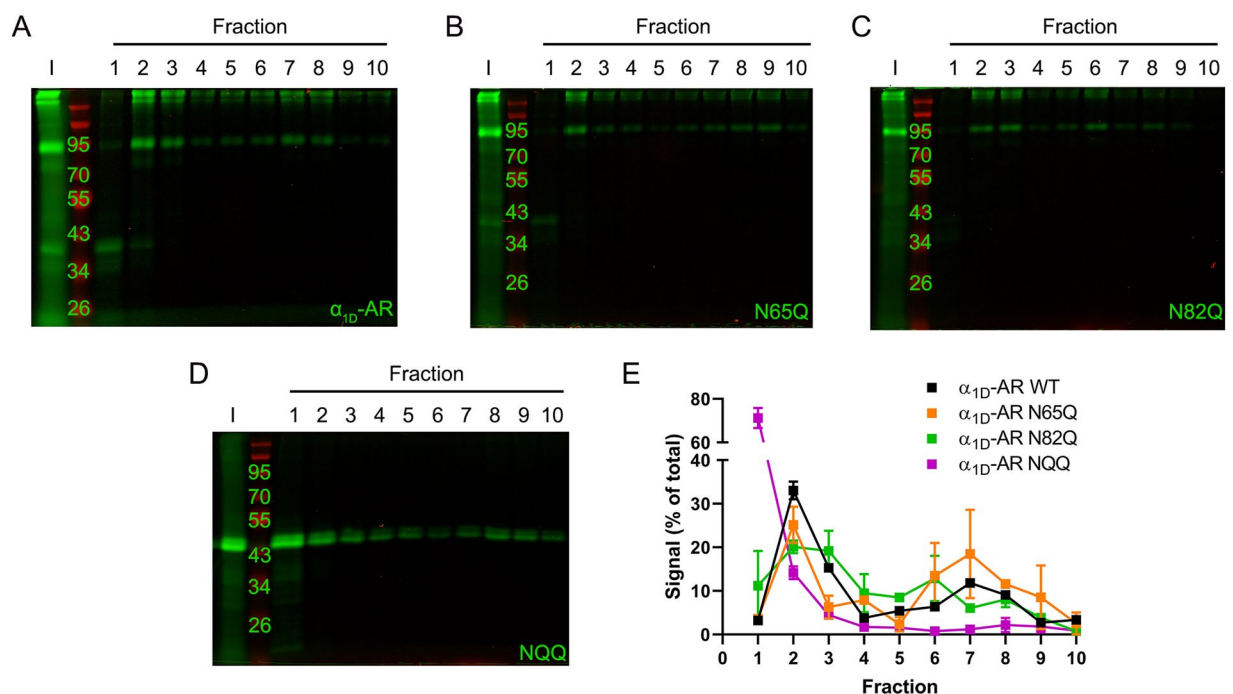 A
Fraction
I 1 2 3 4 5 6 7 8 9 10
95
70
55
43
34
26
α1D-AR
B
Fraction
I 1 2 3 4 5 6 7 8 9 10
95
70
55
43
34
26
N65Q
C
Fraction
I 1 2 3 4 5 6 7 8 9 10
95
70
55
43
34
26
N82Q
D
Fraction
I 1 2 3 4 5 6 7 8 9 10
95
70
55
43
34
26
NQQ
E
α1D-AR WT
α1D-AR N65Q
α1D-AR N82Q
α1D-AR NQQ
Signal (% of total)
80
60
40
30
20
10
0
0 1 2 3 4 5 6 7 8 9 10
Fraction